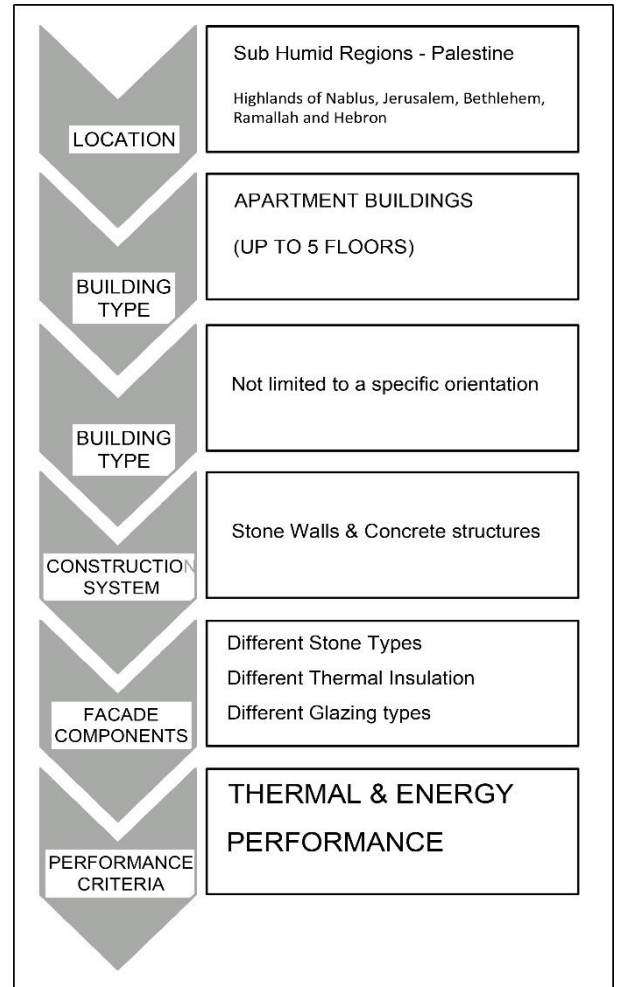 LOCATION
Sub Humid Regions - Palestine
Highlands of Nablus, Jerusalem, Bethlehem,
Ramallah and Hebron
BUILDING
TYPE
APARTMENT BUILDINGS
(UP TO 5 FLOORS)
BUILDING
TYPE
Not limited to a specific orientation
CONSTRUCTION
SYSTEM
Stone Walls & Concrete structures
FACADE
COMPONENTS
Different Stone Types
Different Thermal Insulation
Different Glazing types
PERFORMANCE
CRITERIA
THERMAL & ENERGY
PERFORMANCE